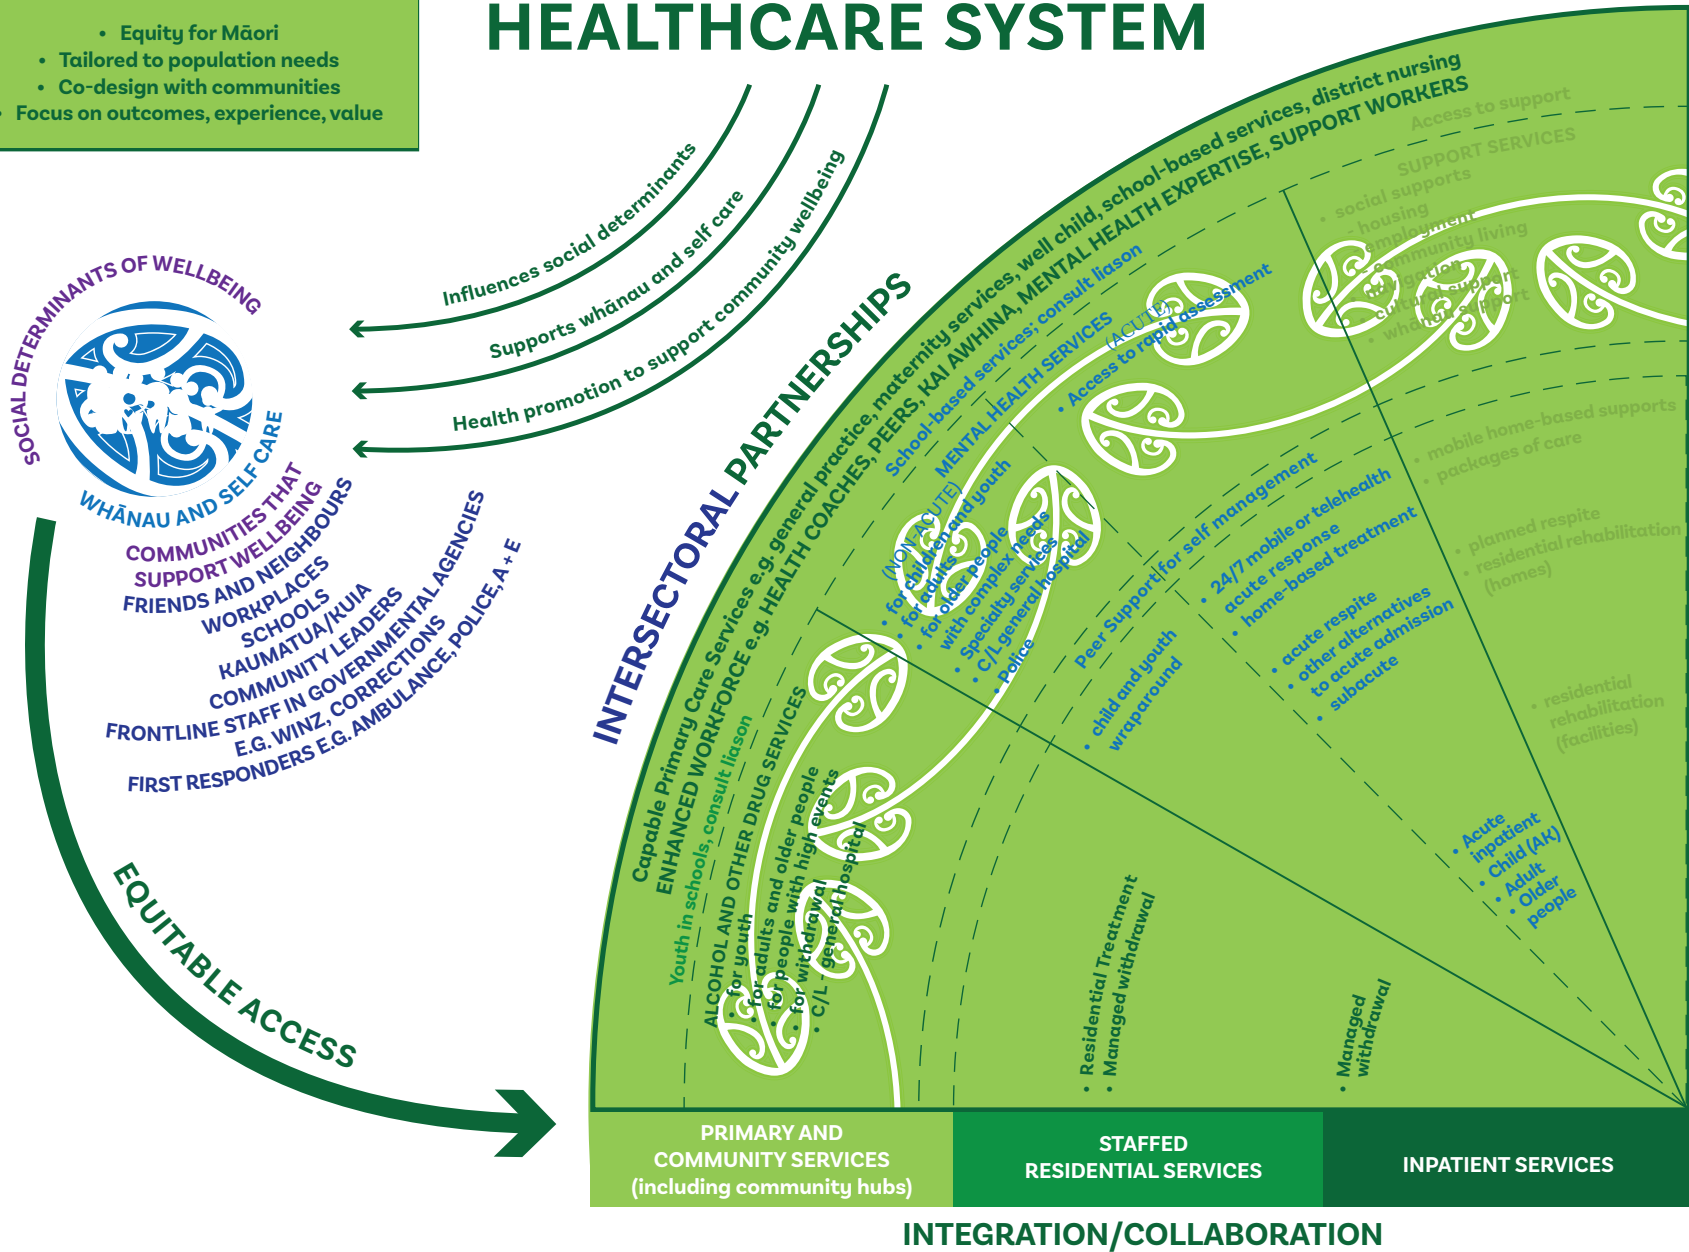 HEALTHCARE SYSTEM
• Equity for Māori
• Tailored to population needs
• Co-design with communities
• Focus on outcomes, experience, value
Influences social determinants
Supports whānau and self care
Health promotion to support community wellbeing
SOCIAL DETERMINANTS OF WELLBEING
WHĀNAU AND SELF CARE
COMMUNITIES THAT
SUPPORT WELLBEING
FRIENDS AND NEIGHBOURS
WORKPLACES
SCHOOLS
KAUMATUA/KUIA
COMMUNITY LEADERS
FRONTLINE STAFF IN GOVERNMENTAL AGENCIES
E.G. WINZ, CORRECTIONS
FIRST RESPONDERS E.G. AMBULANCE, POLICE, A+E
EQUITABLE ACCESS
INTERSECTORAL PARTNERSHIPS
Capable Primary Care Services e.g. general practice, maternity services, well child, school-based services, district nursing
ENHANCED WORKFORCE e.g. HEALTH COACHES, PEERS, KAI AWHINA, MENTAL HEALTH EXPERTISE, SUPPORT WORKERS
Youth in schools, consult liason
ALCOHOL AND OTHER DRUG SERVICES
• for youth
• for adults and older people
• for people with high events
• for withdrawal
• C/L - general hospital
School-based services; consult liason
MENTAL HEALTH SERVICES
(NON-ACUTE)
• for children and youth
• for adults
• for older people
with complex needs
• Specialty services
• C/L general hospital
• Police
(ACUTE)
• Access to rapid assessment
Access to support
SUPPORT SERVICES
• social supports
- housing
- employment
- community living
• navigation
• cultural support
• whānau support
Peer Support for self management
• child and youth
wraparound
• 24/7 mobile or telehealth
acute response
• home-based treatment
• acute respite
• other alternatives
to acute admission
• subacute
• mobile home-based supports
• packages of care
• planned respite
• residential rehabilitation
(homes)
• residential
rehabilitation
(facilities)
• Acute
inpatient
• Child (AK)
• Adult
• Older
people
• Residential Treatment
• Managed withdrawal
• Managed
withdrawal
PRIMARY AND
COMMUNITY SERVICES
(including community hubs)
STAFFED
RESIDENTIAL SERVICES
INPATIENT SERVICES
INTEGRATION/COLLABORATION